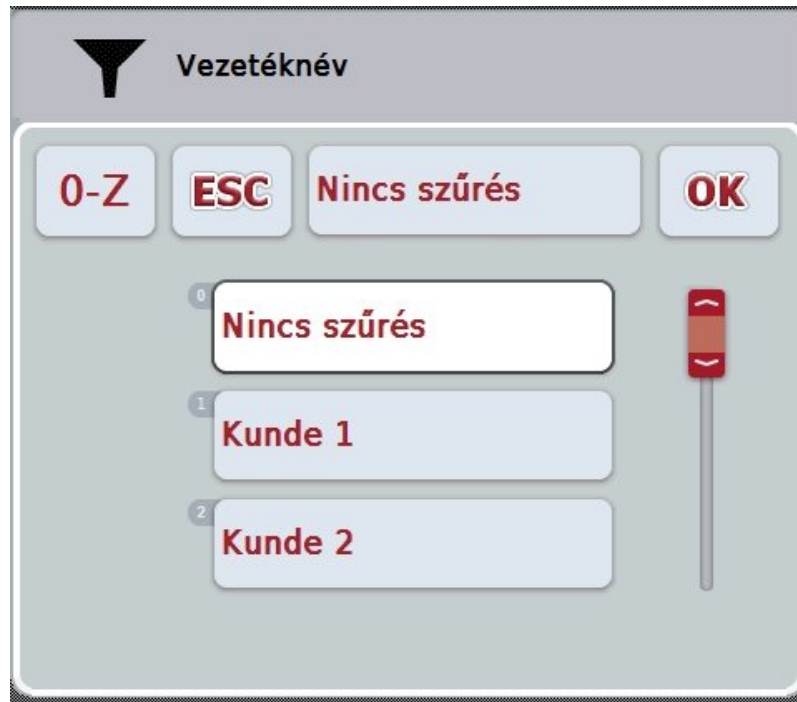 Vezetéknév
0-Z ESC Nincs szűrés OK
0
Nincs szűrés
1
Kunde 1
2
Kunde 2